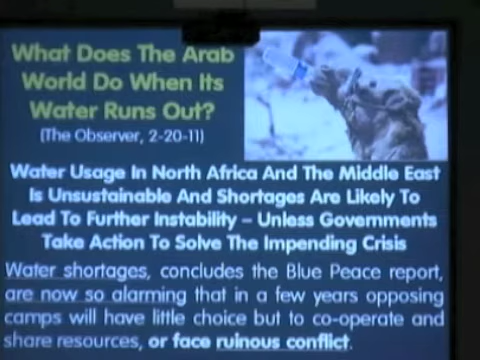 What Does The Arab
World Do When Its
Water Runs Out?
(The Observer, 2-20-11)
Water Usage In North Africa And The Middle East
Is Unsustainable And Shortages Are Likely To
Lead To Further Instability – Unless Governments
Take Action To Solve The Impending Crisis
Water shortages, concludes the Blue Peace report,
are now so alarming that in a few years opposing
camps will have little choice but to co-operate and
share resources, or face ruinous conflict.